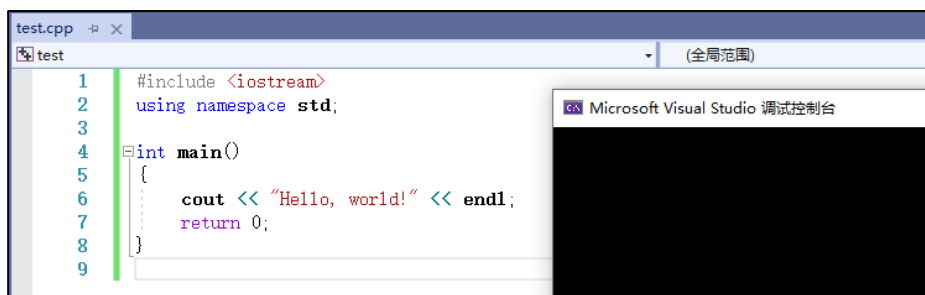 test.cpp
test
(全局范围)
1 #include <iostream>
2 using namespace std;
3
4 int main()
5 {
6 cout << "Hello, world!" << endl;
7 return 0;
8 }
9
Microsoft Visual Studio 调试控制台